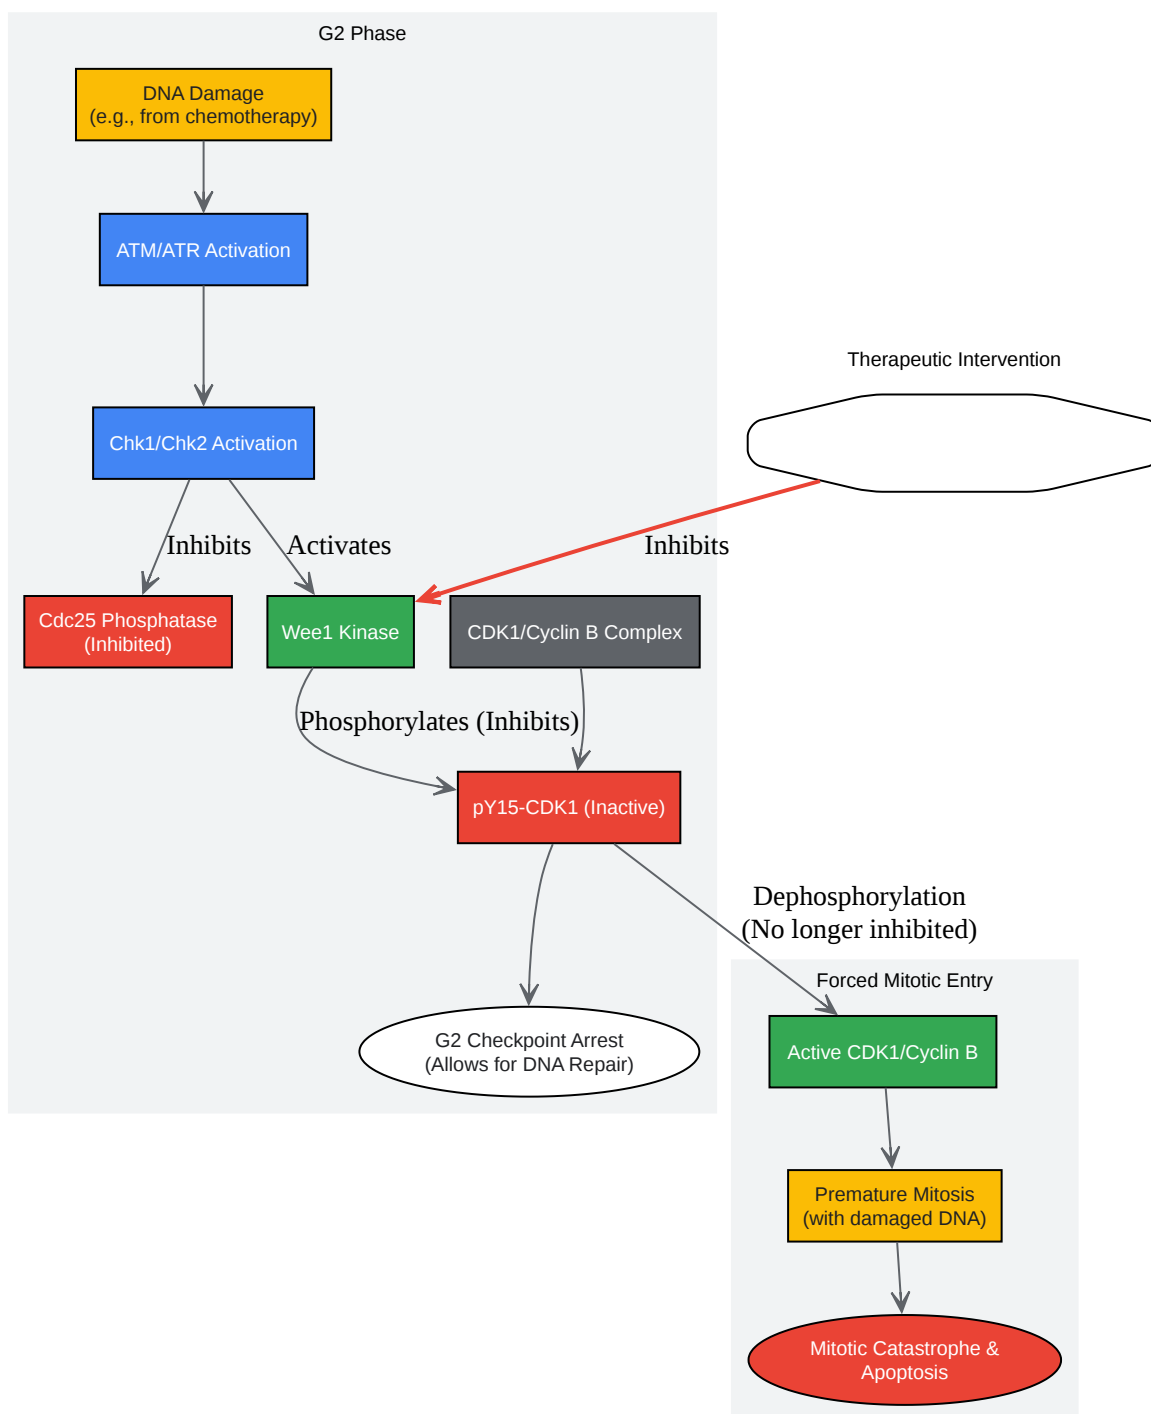 G2 Phase
DNA Damage
(e.g., from chemotherapy)
ATM/ATR Activation
Therapeutic Intervention
Chk1/Chk2 Activation
Inhibits
Activates
Inhibits
Cdc25 Phosphatase
(Inhibited)
Wee1 Kinase
CDK1/Cyclin B Complex
Phosphorylates (Inhibits)
pY15-CDK1 (Inactive)
Dephosphorylation
(No longer inhibited)
Forced Mitotic Entry
G2 Checkpoint Arrest
(Allows for DNA Repair)
Active CDK1/Cyclin B
Premature Mitosis
(with damaged DNA)
Mitotic Catastrophe &
Apoptosis